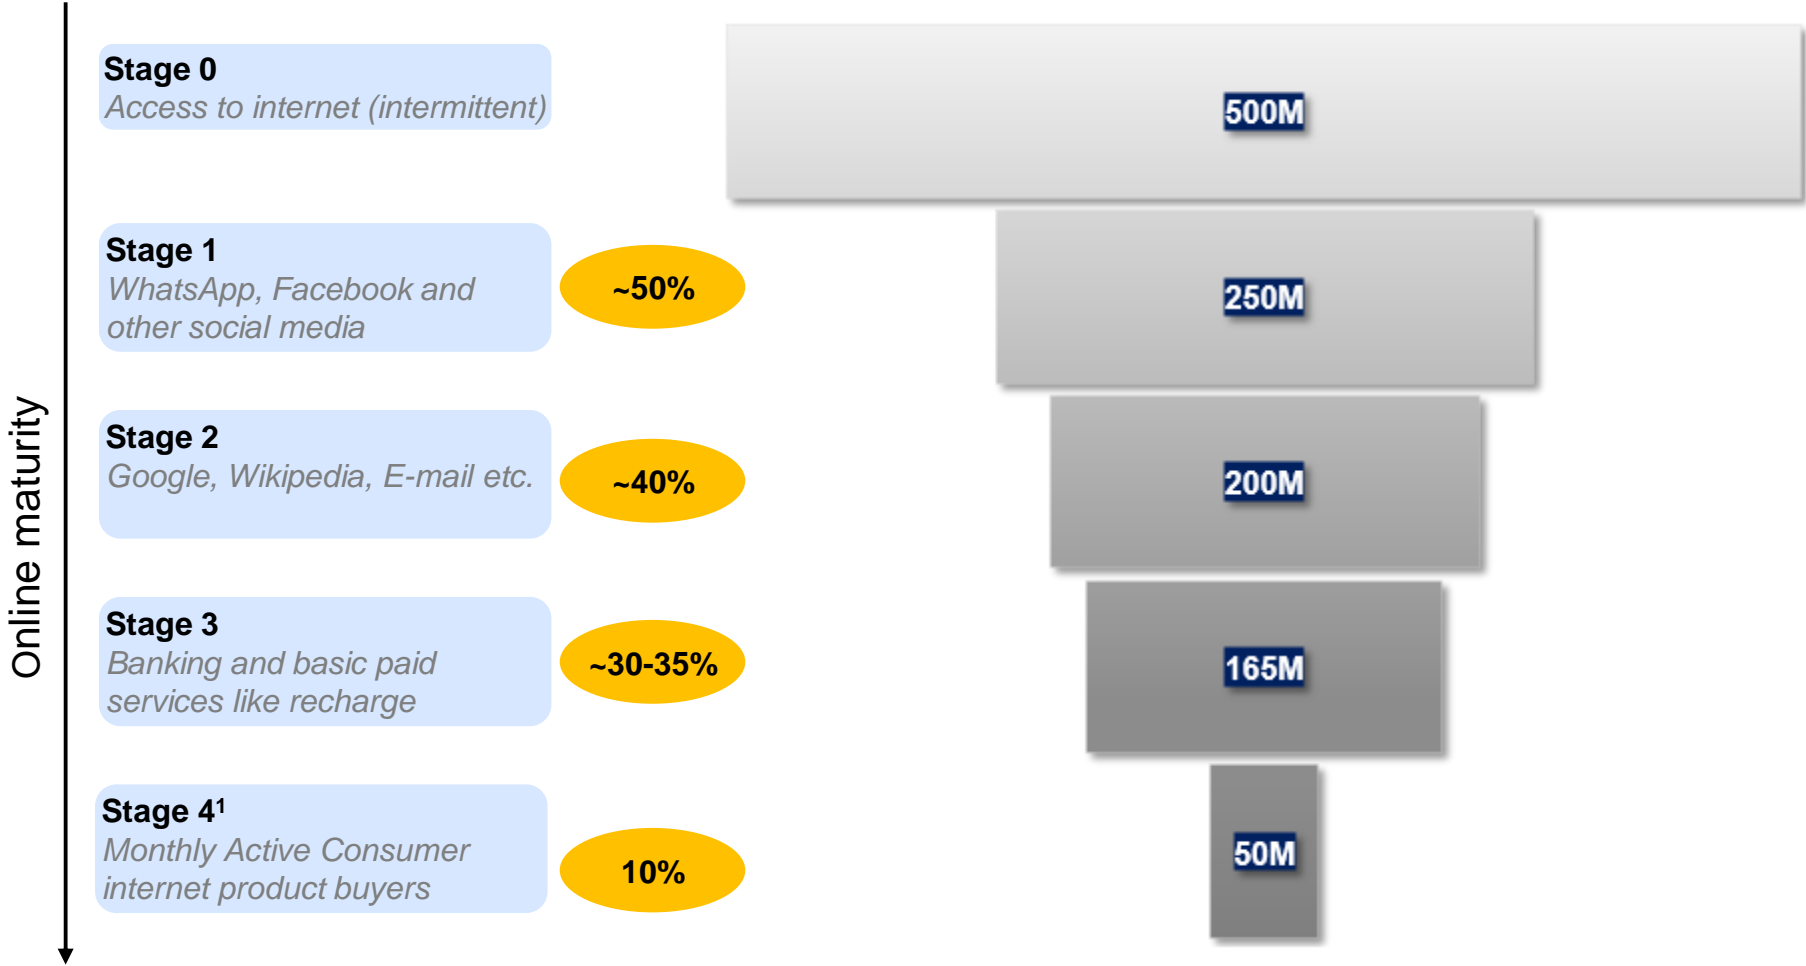 Online maturity
Stage 0
Access to internet (intermittent)
500M
Stage 1
WhatsApp, Facebook and
other social media
~50%
250M
Stage 2
Google, Wikipedia, E-mail etc.
~40%
200M
Stage 3
Banking and basic paid
services like recharge
~30-35%
165M
Stage 4¹
Monthly Active Consumer
internet product buyers
10%
50M